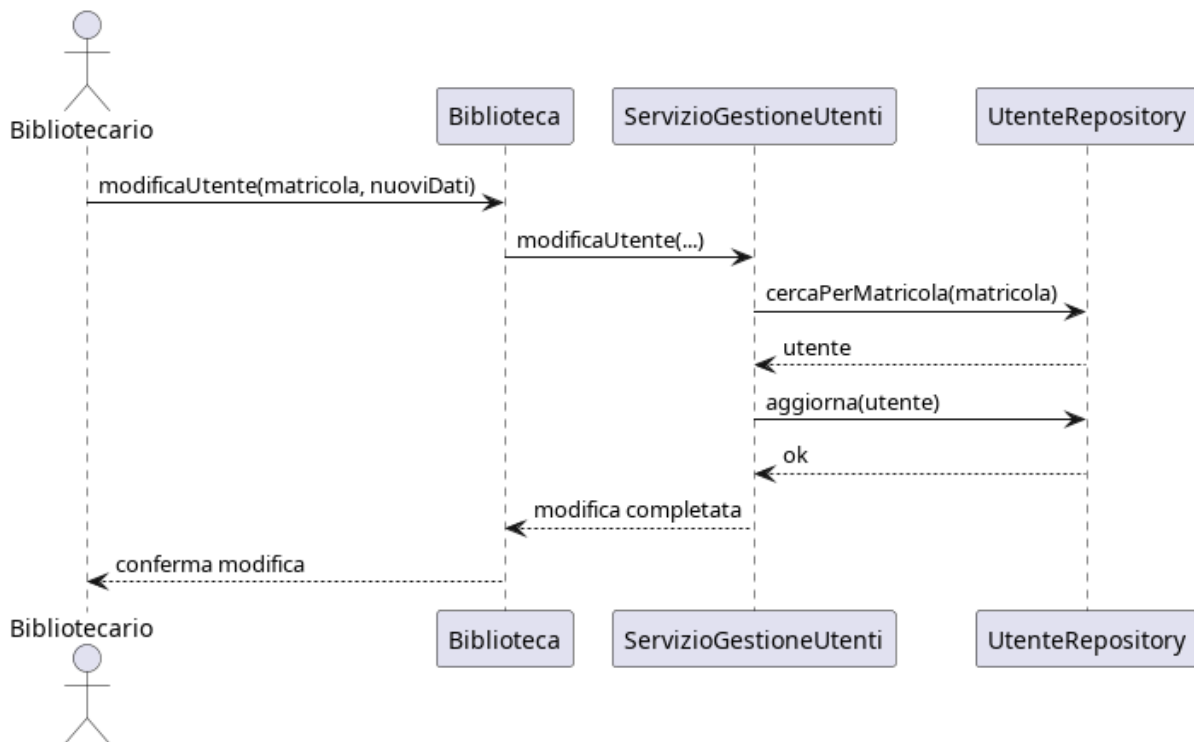 Bibliotecario
Biblioteca
ServizioGestioneUtenti
UtenteRepository
modificaUtente(matricola, nuoviDati)
modificaUtente(...)
cercaPerMatricola(matricola)
utente
aggiorna(utente)
ok
modifica completata
conferma modifica
Bibliotecario
Biblioteca
ServizioGestioneUtenti
UtenteRepository